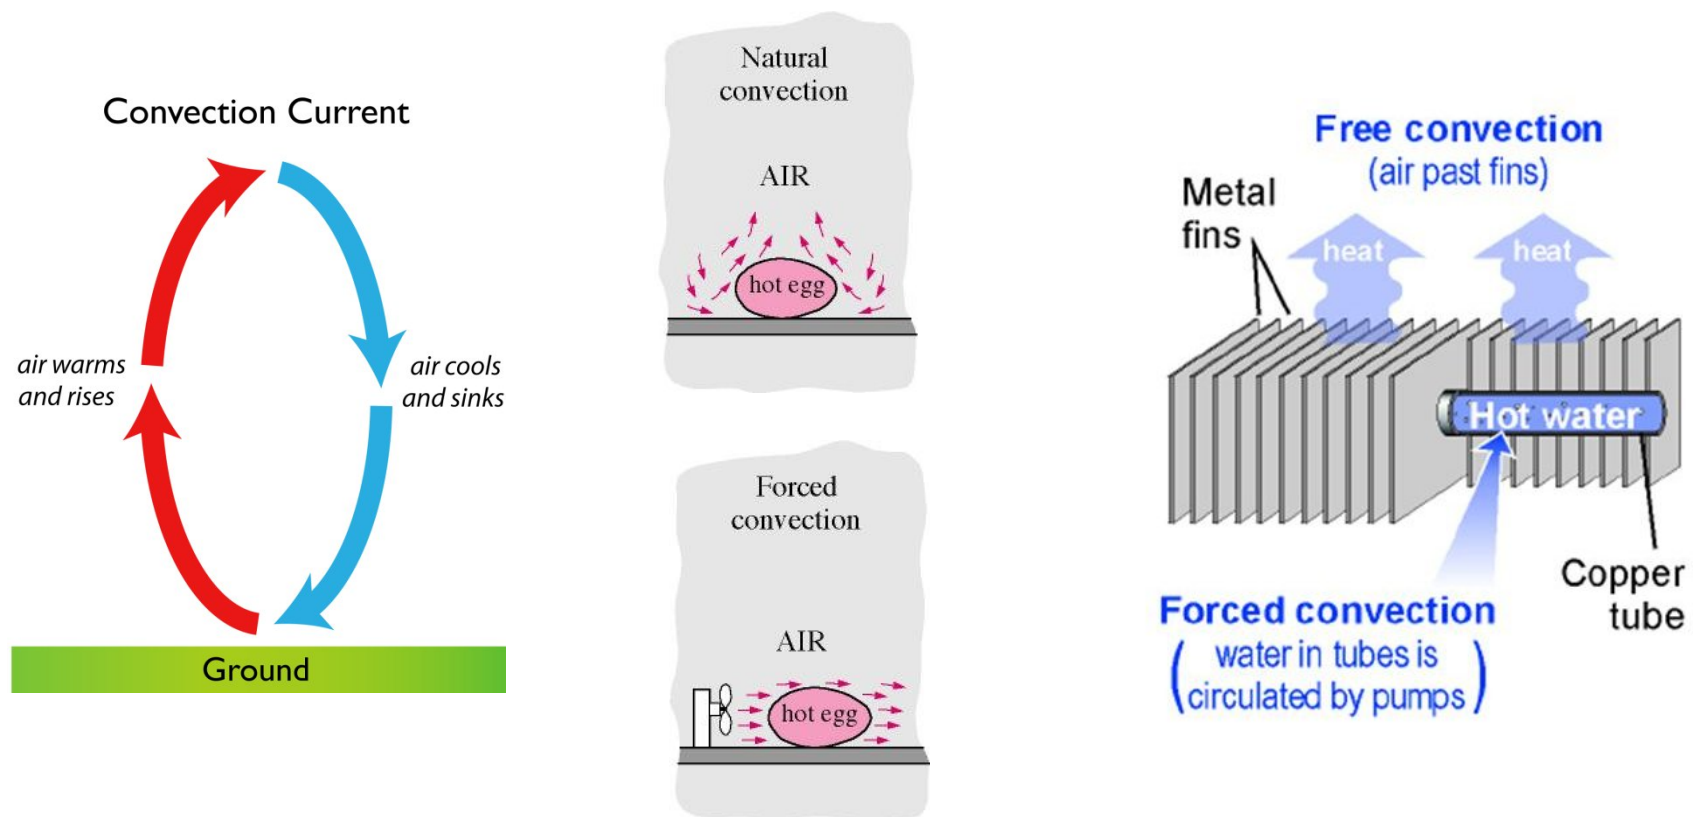 Convection Current
air warms
and rises
air cools
and sinks
Ground
Natural
convection
AIR
hot egg
Forced
convection
AIR
hot egg
Free convection
(air past fins)
Metal
fins
heat
heat
Hot water
Copper
tube
Forced convection
(water in tubes is
circulated by pumps)